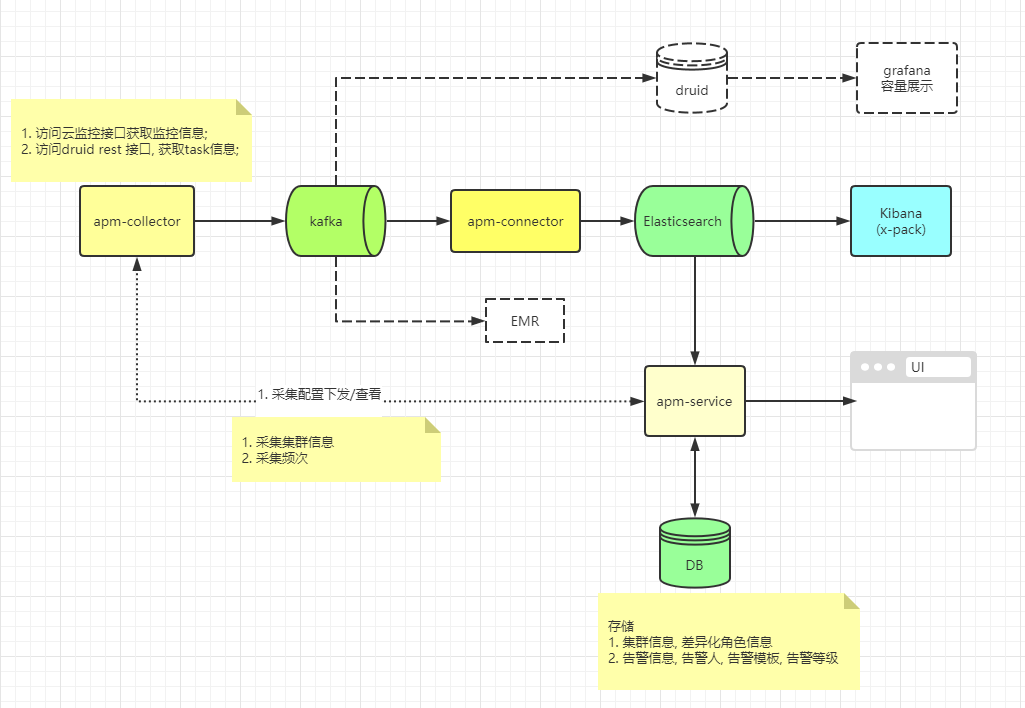 druid
grafana
容量展示
1. 访问云监控接口获取监控信息;
2. 访问druid rest 接口, 获取task信息;
apm-collector
kafka
apm-connector
Elasticsearch
Kibana
(x-pack)
EMR
UI
1. 采集配置下发/查看
apm-service
1. 采集集群信息
2. 采集频次
DB
存储
1. 集群信息, 差异化角色信息
2. 告警信息, 告警人, 告警模板, 告警等级